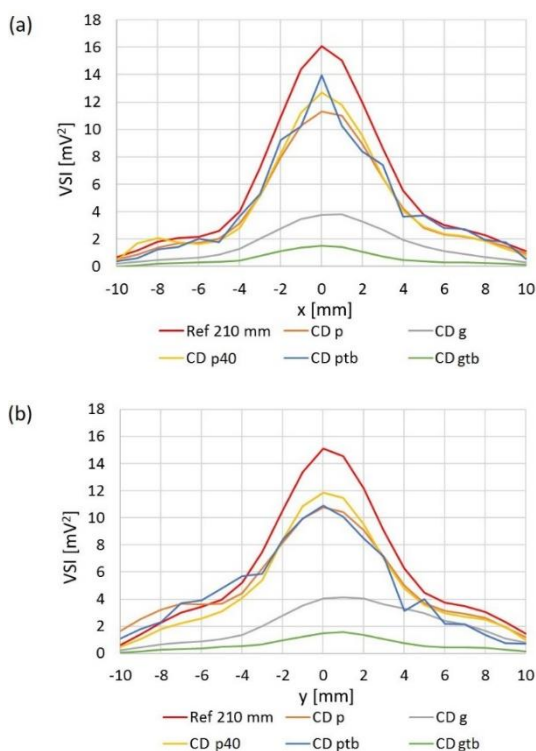 (a)
18
16
14
12
10
8
6
4
2
0
VSI [mV²]
-10 -8 -6 -4 -2 0 2 4 6 8 10
x [mm]
Ref 210 mm CD p CD g
CD p40 CD ptb CD gtb
(b)
18
16
14
12
10
8
6
4
2
0
VSI [mV²]
-10 -8 -6 -4 -2 0 2 4 6 8 10
y [mm]
Ref 210 mm CD p CD g
CD p40 CD ptb CD gtb